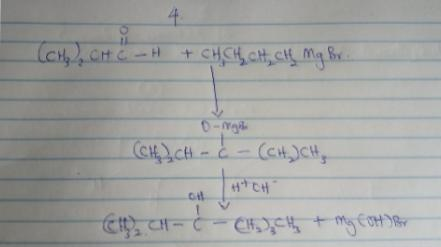 4.
O
||
(CH₃)₂ CH C – H + CH₃CH₂CH₂CH₂ MgBr.
O – MgBr
(CH₃)₂CH – C – (CH₂)CH₃
H⁺ OH⁻
OH
(CH₃)₂ CH – C – (CH₂)₃CH₃ + Mg(OH)Br